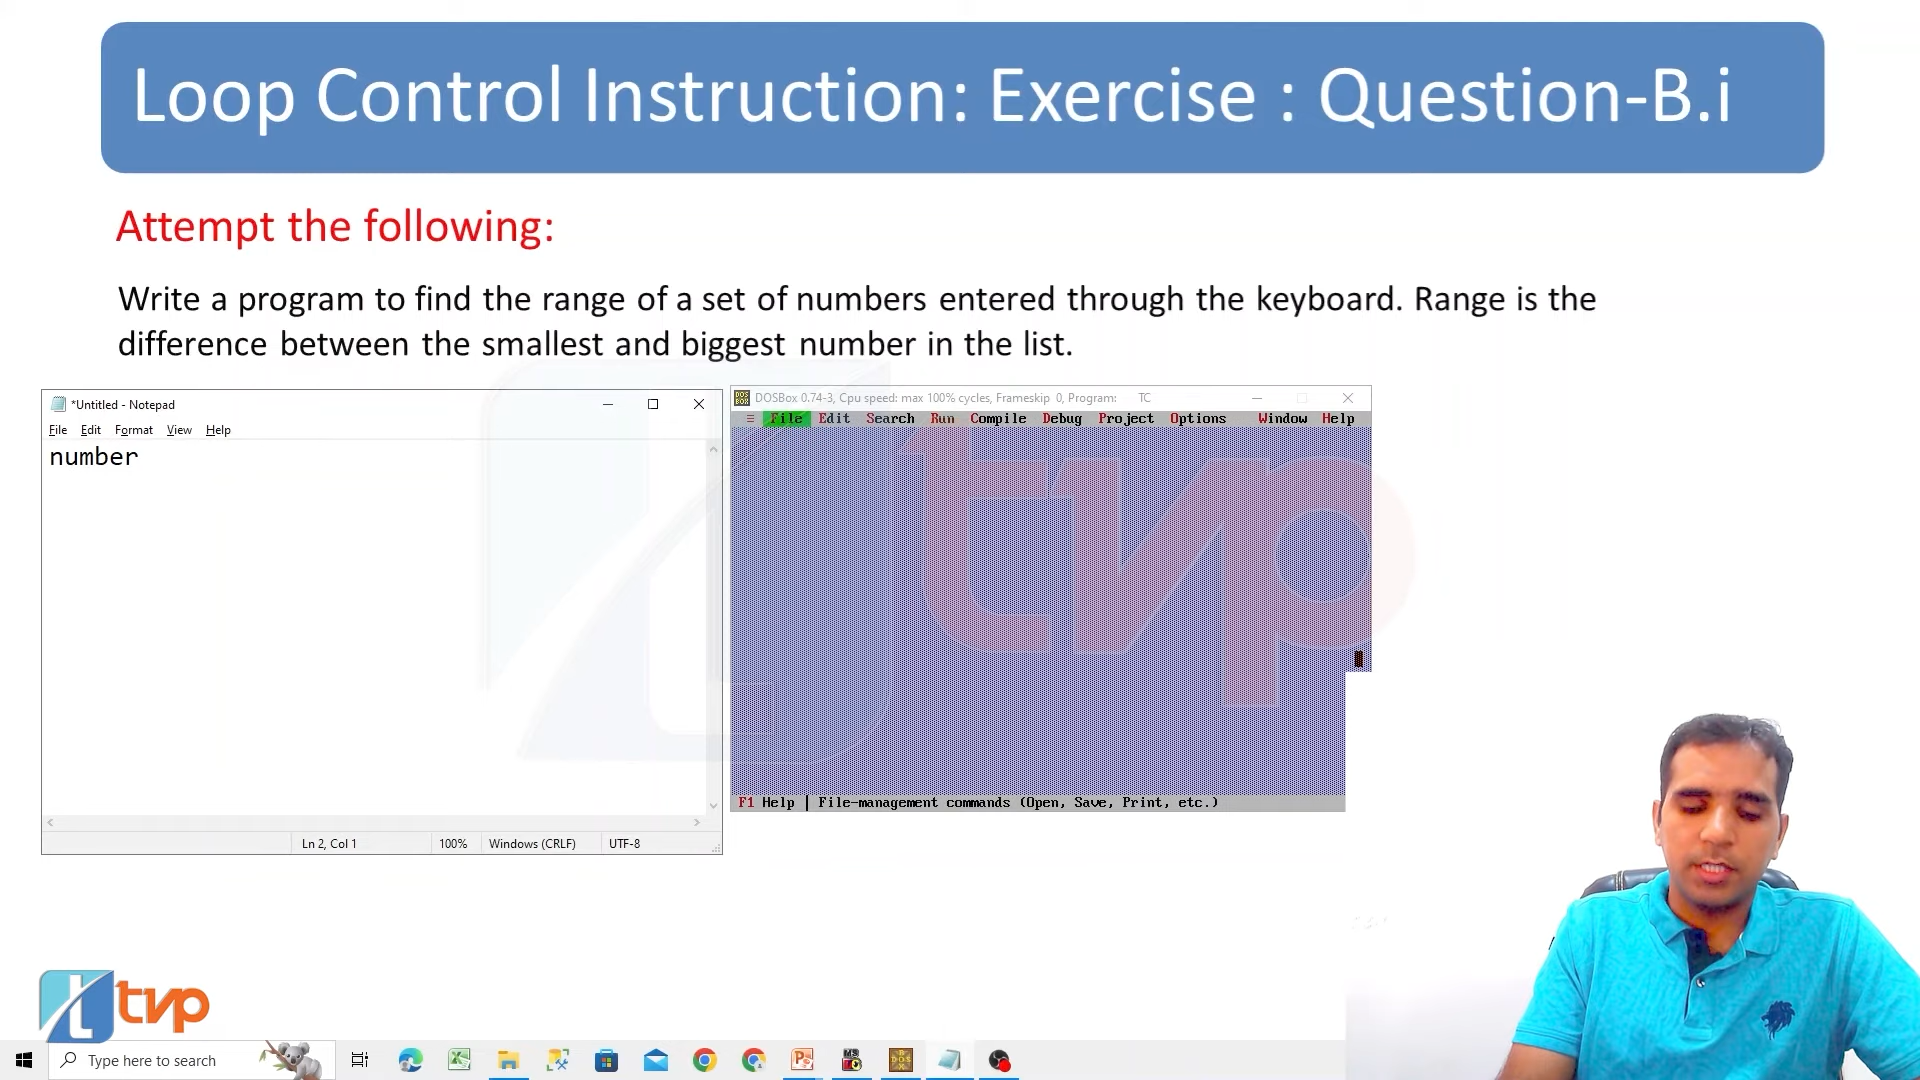 Loop Control Instruction: Exercise : Question-B.i
Attempt the following:
Write a program to find the range of a set of numbers entered through the keyboard. Range is the
difference between the smallest and biggest number in the list.
*Untitled - Notepad
File Edit Format View Help
number
Ln 2, Col 1 100% Windows (CRLF) UTF-8
DOSBox 0.74-3, Cpu speed: max 100% cycles, Frameskip 0, Program: TC
≡ File Edit Search Run Compile Debug Project Options Window Help
tvp
F1 Help | File-management commands (Open, Save, Print, etc.)
t tvp
Type here to search